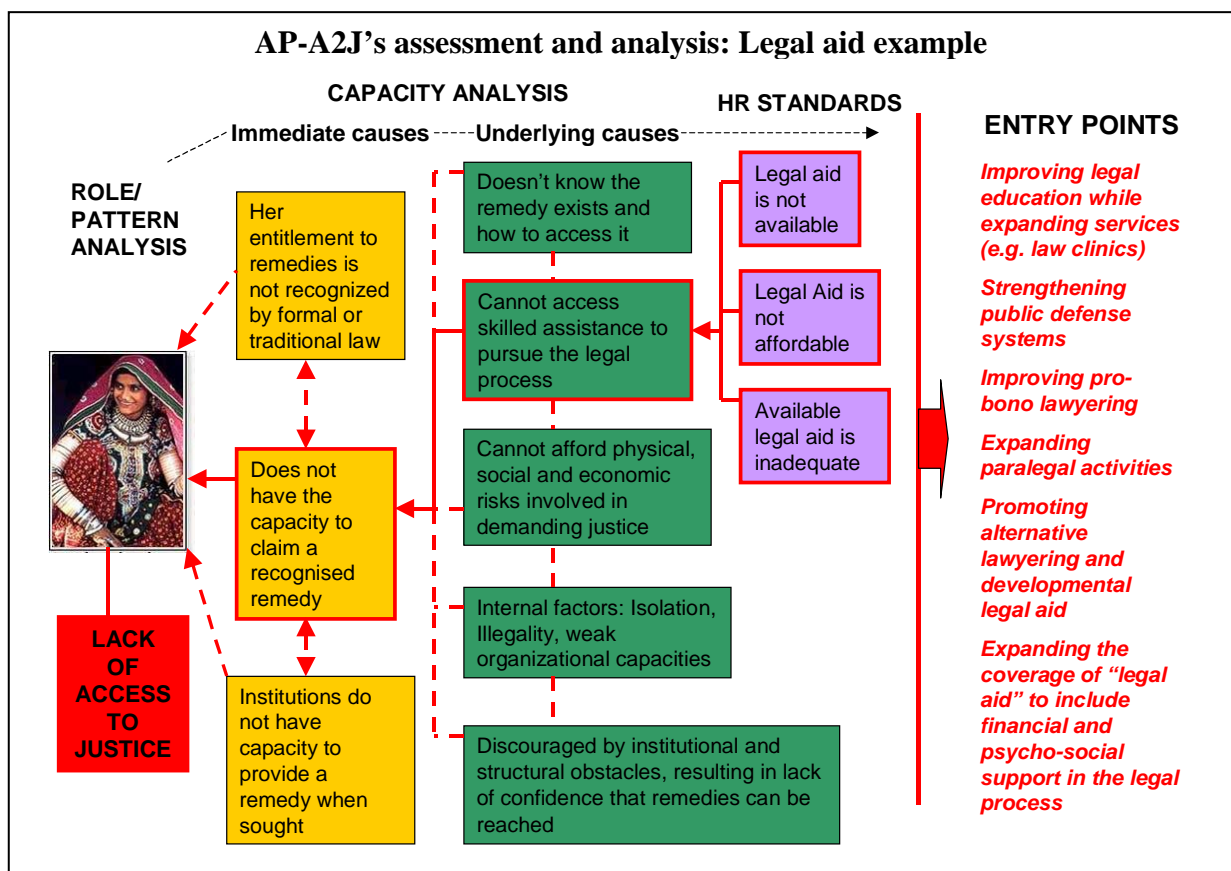 AP-A2J's assessment and analysis: Legal aid example
CAPACITY ANALYSIS
HR STANDARDS
Immediate causes
Underlying causes
ROLE/
PATTERN
ANALYSIS
Her
entitlement to
remedies is
not recognized
by formal or
traditional law
Does not
have the
capacity to
claim a
recognised
remedy
Institutions do
not have
capacity to
provide a
remedy when
sought
LACK
OF
ACCESS
TO
JUSTICE
Doesn't know the
remedy exists and
how to access it
Cannot access
skilled assistance to
pursue the legal
process
Cannot afford physical,
social and economic
risks involved in
demanding justice
Internal factors: Isolation,
Illegality, weak
organizational capacities
Discouraged by institutional and
structural obstacles, resulting in lack
of confidence that remedies can be
reached
Legal aid
is not
available
Legal Aid is
not
affordable
Available
legal aid is
inadequate
ENTRY POINTS
Improving legal
education while
expanding services
(e.g. law clinics)
Strengthening
public defense
systems
Improving pro-
bono lawyering
Expanding
paralegal activities
Promoting
alternative
lawyering and
developmental
legal aid
Expanding the
coverage of “legal
aid” to include
financial and
psycho-social
support in the legal
process